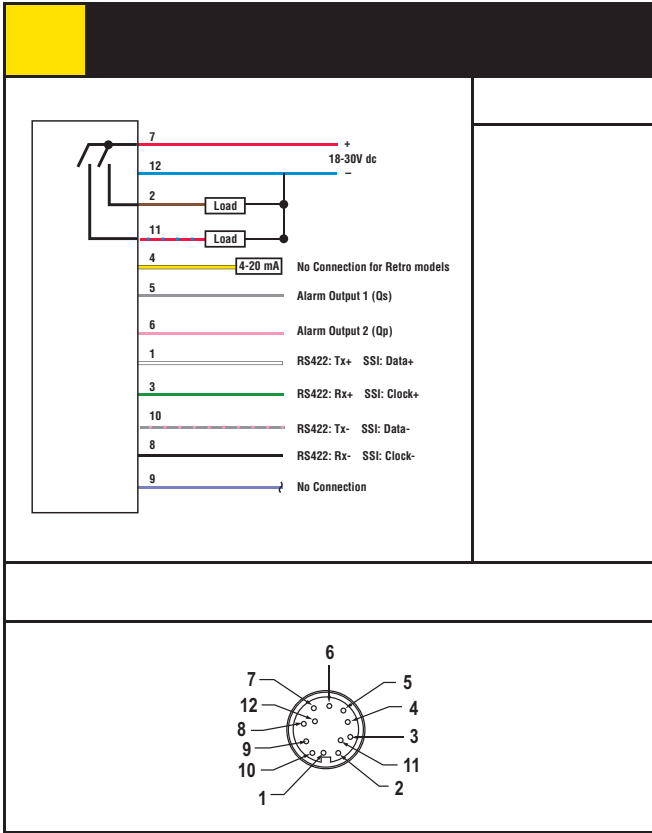 7
+
18-30V dc
12
–
2
Load
11
Load
4
4-20 mA No Connection for Retro models
5
Alarm Output 1 (Qs)
6
Alarm Output 2 (Qp)
1
RS422: Tx+ SSI: Data+
3
RS422: Rx+ SSI: Clock+
10
RS422: Tx- SSI: Data-
8
RS422: Rx- SSI: Clock-
9
No Connection
6
7
5
12
4
8
3
9
11
10
2
1